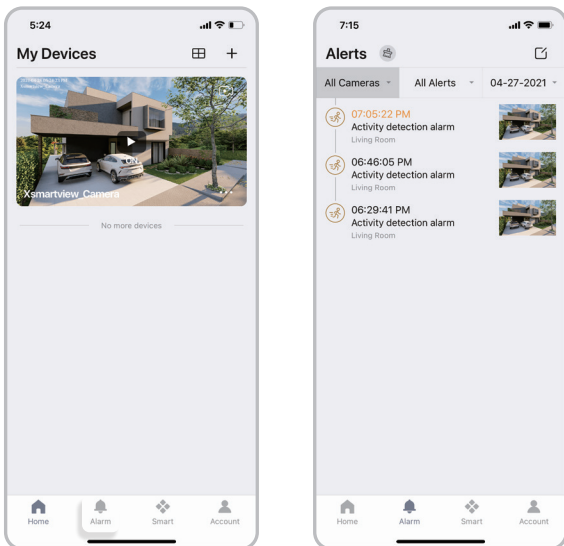 5:24
My Devices
Xsmartview Camera
No more devices
Home
Alarm
Smart
Account
7:15
Alerts
All Cameras
All Alerts
04-27-2021
07:05:22 PM
Activity detection alarm
Living Room
06:46:05 PM
Activity detection alarm
Living Room
06:29:41 PM
Activity detection alarm
Living Room
Home
Alarm
Smart
Account